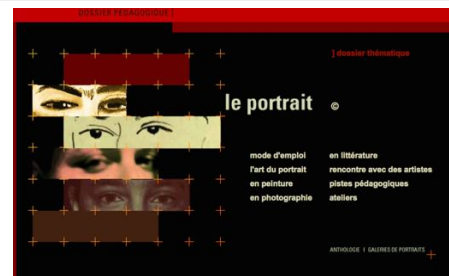 DOSSIER PÉDAGOGIQUE ]
] dossier thématique
le portrait ©
mode d'emploi
l'art du portrait
en peinture
en photographie
en littérature
rencontre avec des artistes
pistes pédagogiques
ateliers
ANTHOLOGIE I GALERIES DE PORTRAITS